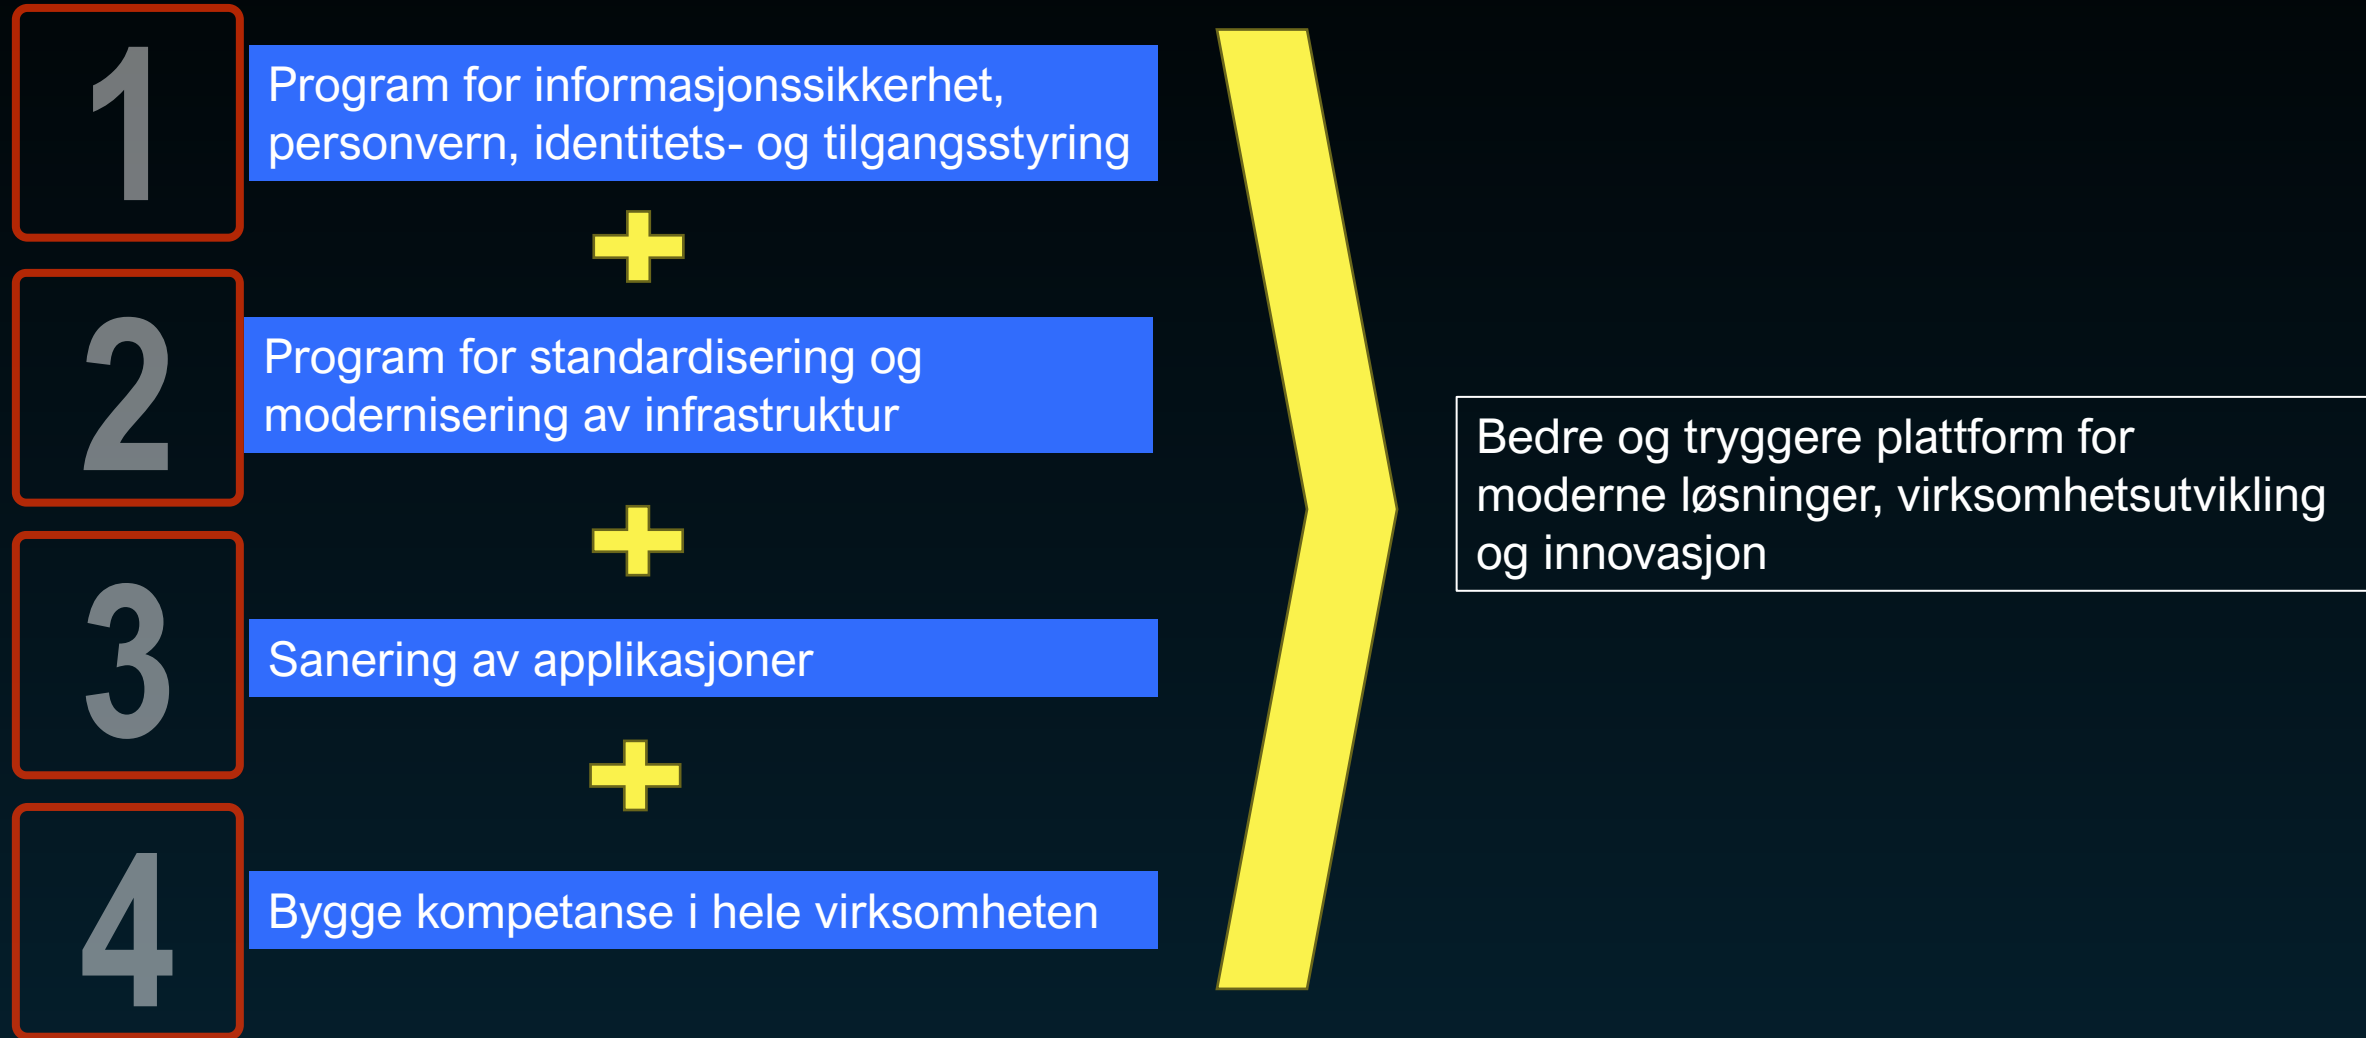 1
Program for informasjonssikkerhet,
personvern, identitets- og tilgangsstyring
2
Program for standardisering og
modernisering av infrastruktur
3
Sanering av applikasjoner
4
Bygge kompetanse i hele virksomheten
Bedre og tryggere plattform for
moderne løsninger, virksomhetsutvikling
og innovasjon